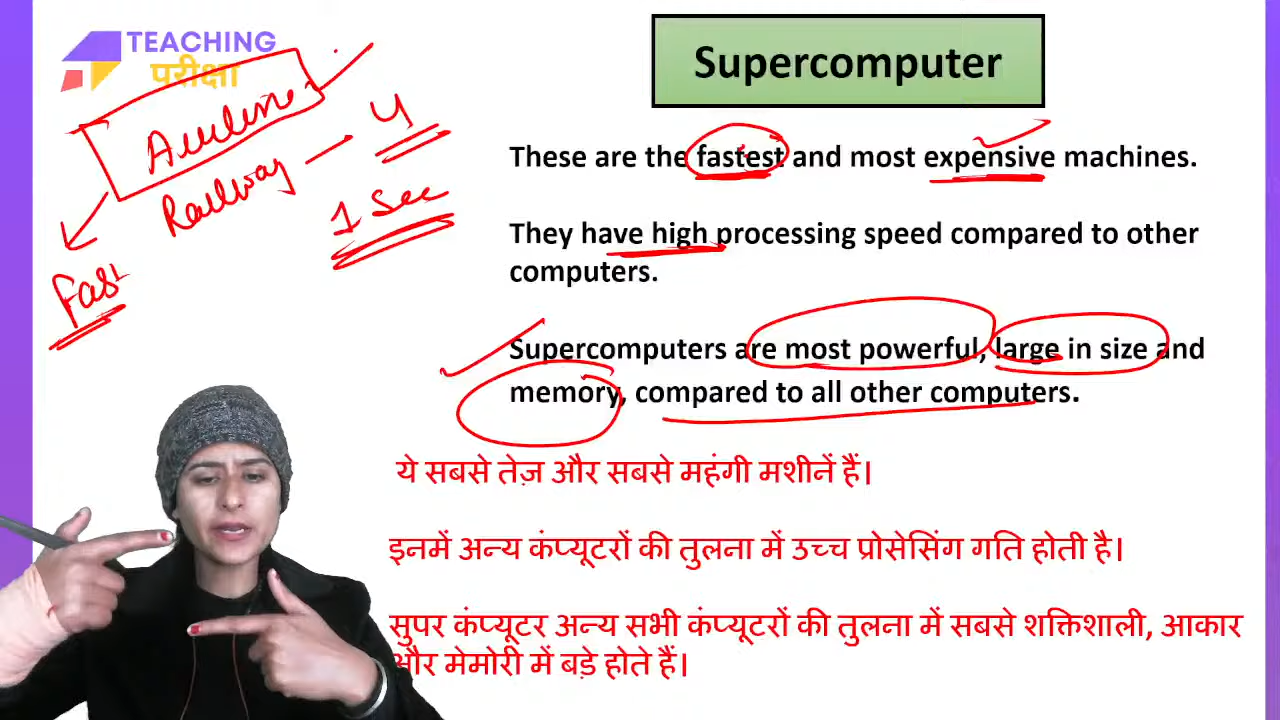 TEACHING
परीक्षा
Supercomputer
Airline
Railway – 4
1 Sec
Fast
These are the fastest and most expensive machines.
They have high processing speed compared to other
computers.
Supercomputers are most powerful, large in size and
memory, compared to all other computers.
ये सबसे तेज़ और सबसे महंगी मशीनें हैं।
इनमें अन्य कंप्यूटरों की तुलना में उच्च प्रोसेसिंग गति होती है।
सुपर कंप्यूटर अन्य सभी कंप्यूटरों की तुलना में सबसे शक्तिशाली, आकार
और मेमोरी में बड़े होते हैं।